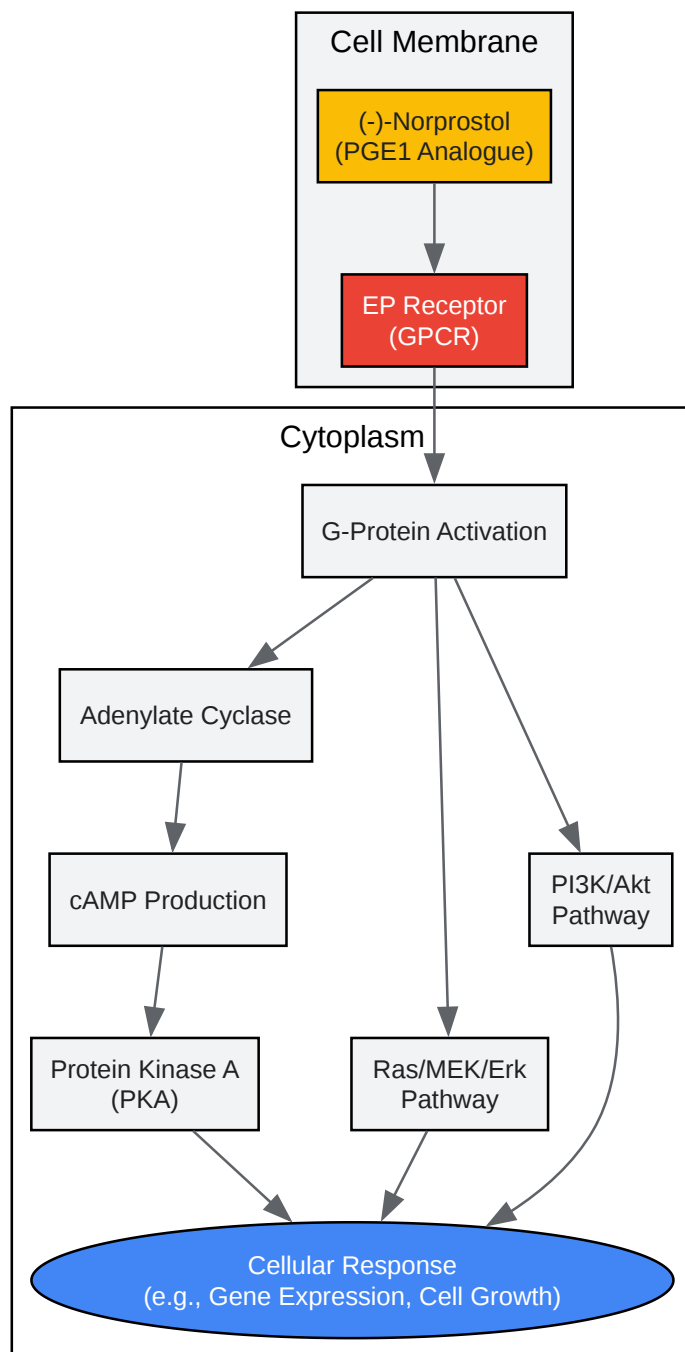 Cell Membrane
(-)-Norprostol
(PGE1 Analogue)
EP Receptor
(GPCR)
Cytoplasm
G-Protein Activation
Adenylate Cyclase
cAMP Production
PI3K/Akt
Pathway
Protein Kinase A
(PKA)
Ras/MEK/Erk
Pathway
Cellular Response
(e.g., Gene Expression, Cell Growth)